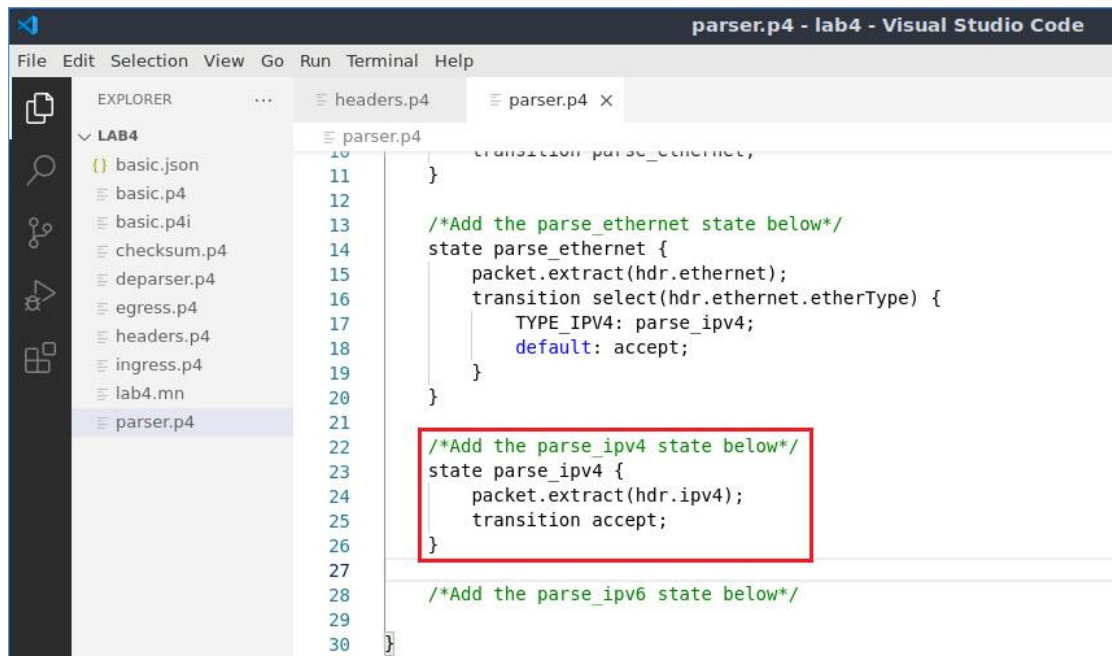 parser.p4 - lab4 - Visual Studio Code
File Edit Selection View Go Run Terminal Help
EXPLORER ... headers.p4 parser.p4 ×
LAB4
{} basic.json
basic.p4
basic.p4i
checksum.p4
deparser.p4
egress.p4
headers.p4
ingress.p4
lab4.mn
parser.p4
parser.p4
10 transition parse_ethernet;
11 }
12
13 /*Add the parse_ethernet state below*/
14 state parse_ethernet {
15 packet.extract(hdr.ethernet);
16 transition select(hdr.ethernet.etherType) {
17 TYPE_IPV4: parse_ipv4;
18 default: accept;
19 }
20 }
21
22 /*Add the parse_ipv4 state below*/
23 state parse_ipv4 {
24 packet.extract(hdr.ipv4);
25 transition accept;
26 }
27
28 /*Add the parse_ipv6 state below*/
29
30 }